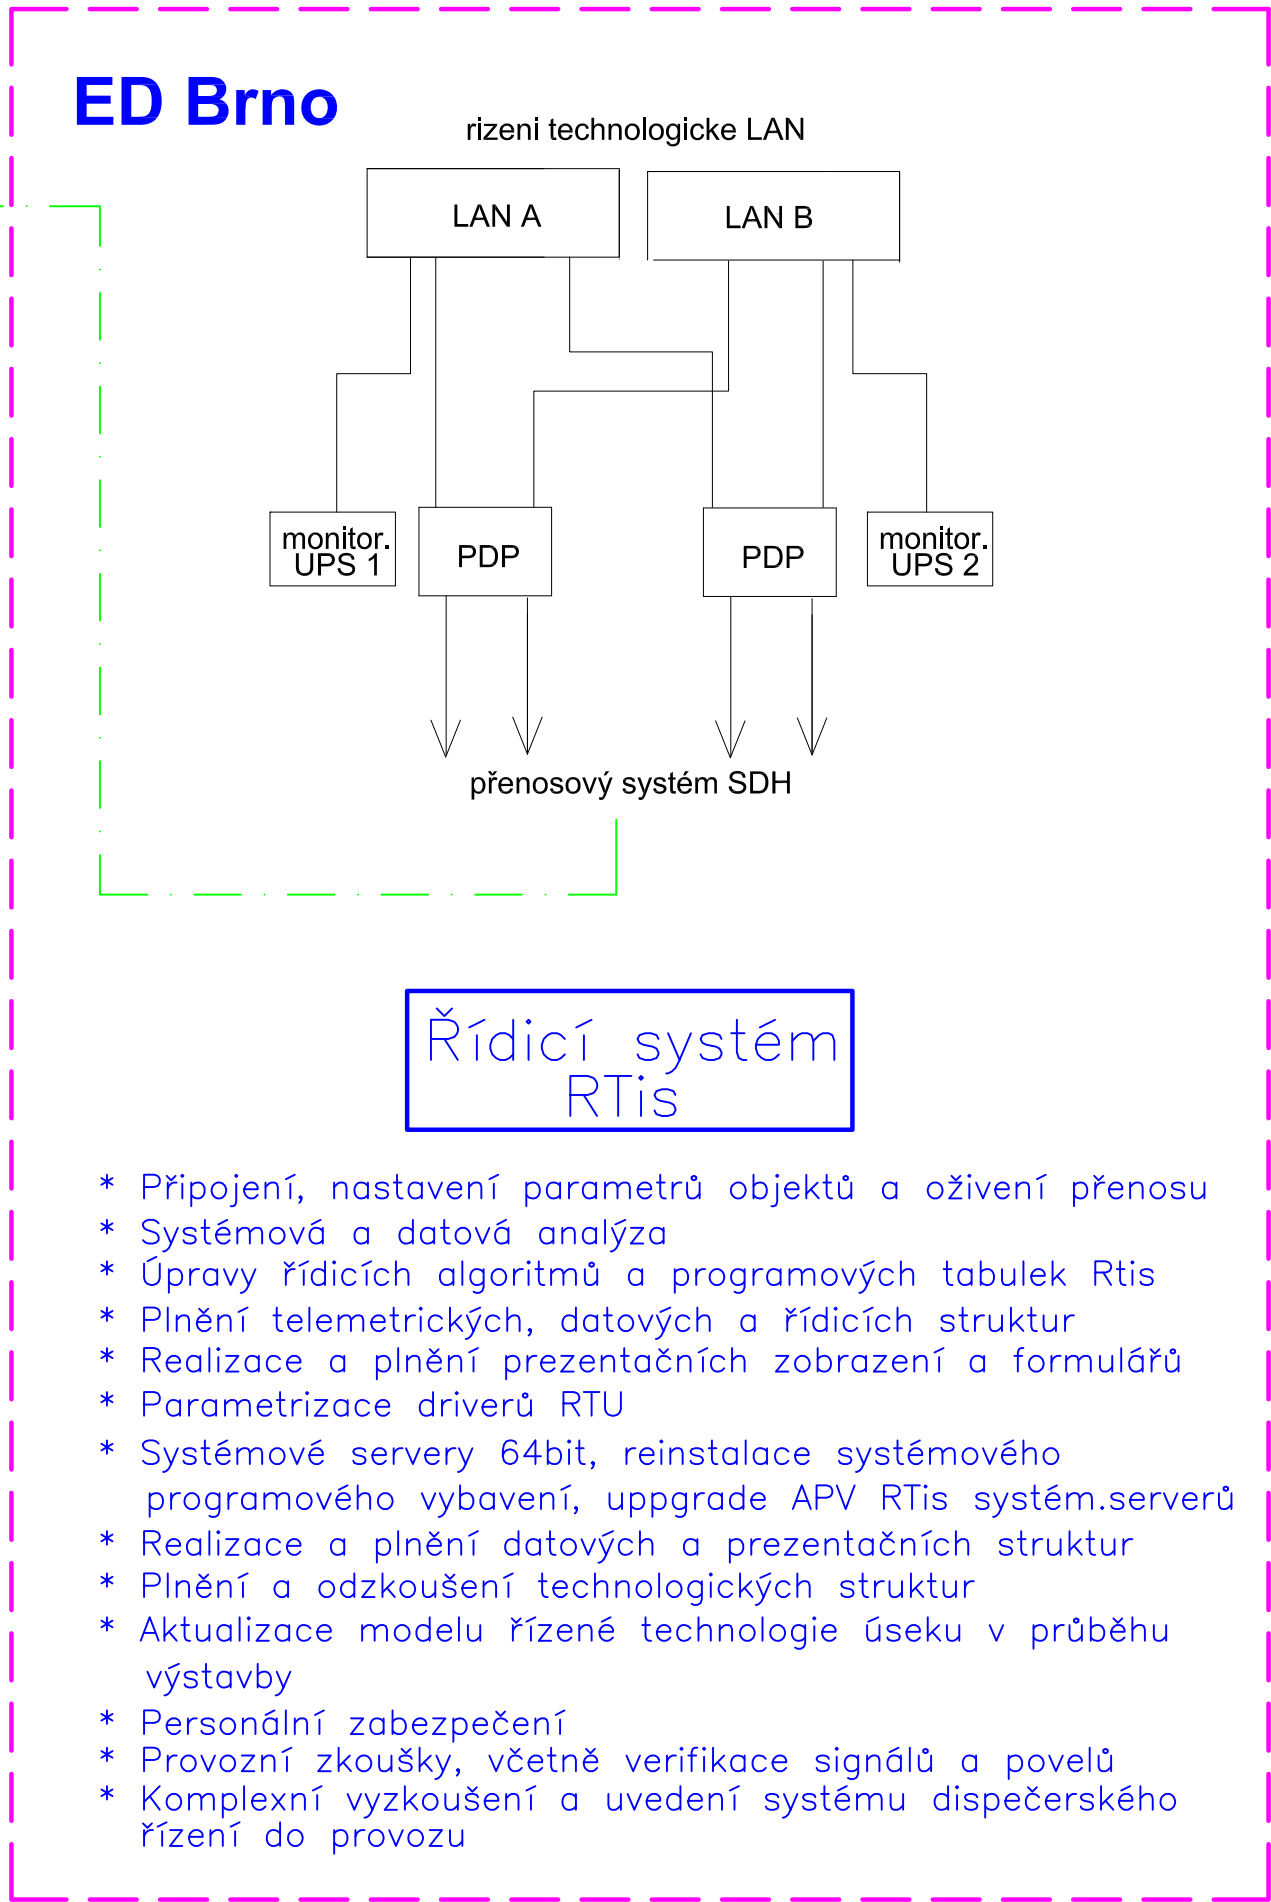 ED Brno
rizeni technologicke LAN
LAN A
LAN B
monitor.
UPS 1
PDP
PDP
monitor.
UPS 2
přenosový systém SDH
Řídicí systém
RTis
* Připojení, nastavení parametrů objektů a oživení přenosu
* Systémová a datová analýza
* Úpravy řídicích algoritmů a programových tabulek Rtis
* Plnění telemetrických, datových a řídicích struktur
* Realizace a plnění prezentačních zobrazení a formulářů
* Parametrizace driverů RTU
* Systémové servery 64bit, reinstalace systémového
programového vybavení, uppgrade APV RTis systém.serverů
* Realizace a plnění datových a prezentačních struktur
* Plnění a odzkoušení technologických struktur
* Aktualizace modelu řízené technologie úseku v průběhu
výstavby
* Personální zabezpečení
* Provozní zkoušky, včetně verifikace signálů a povelů
* Komplexní vyzkoušení a uvedení systému dispečerského
řízení do provozu